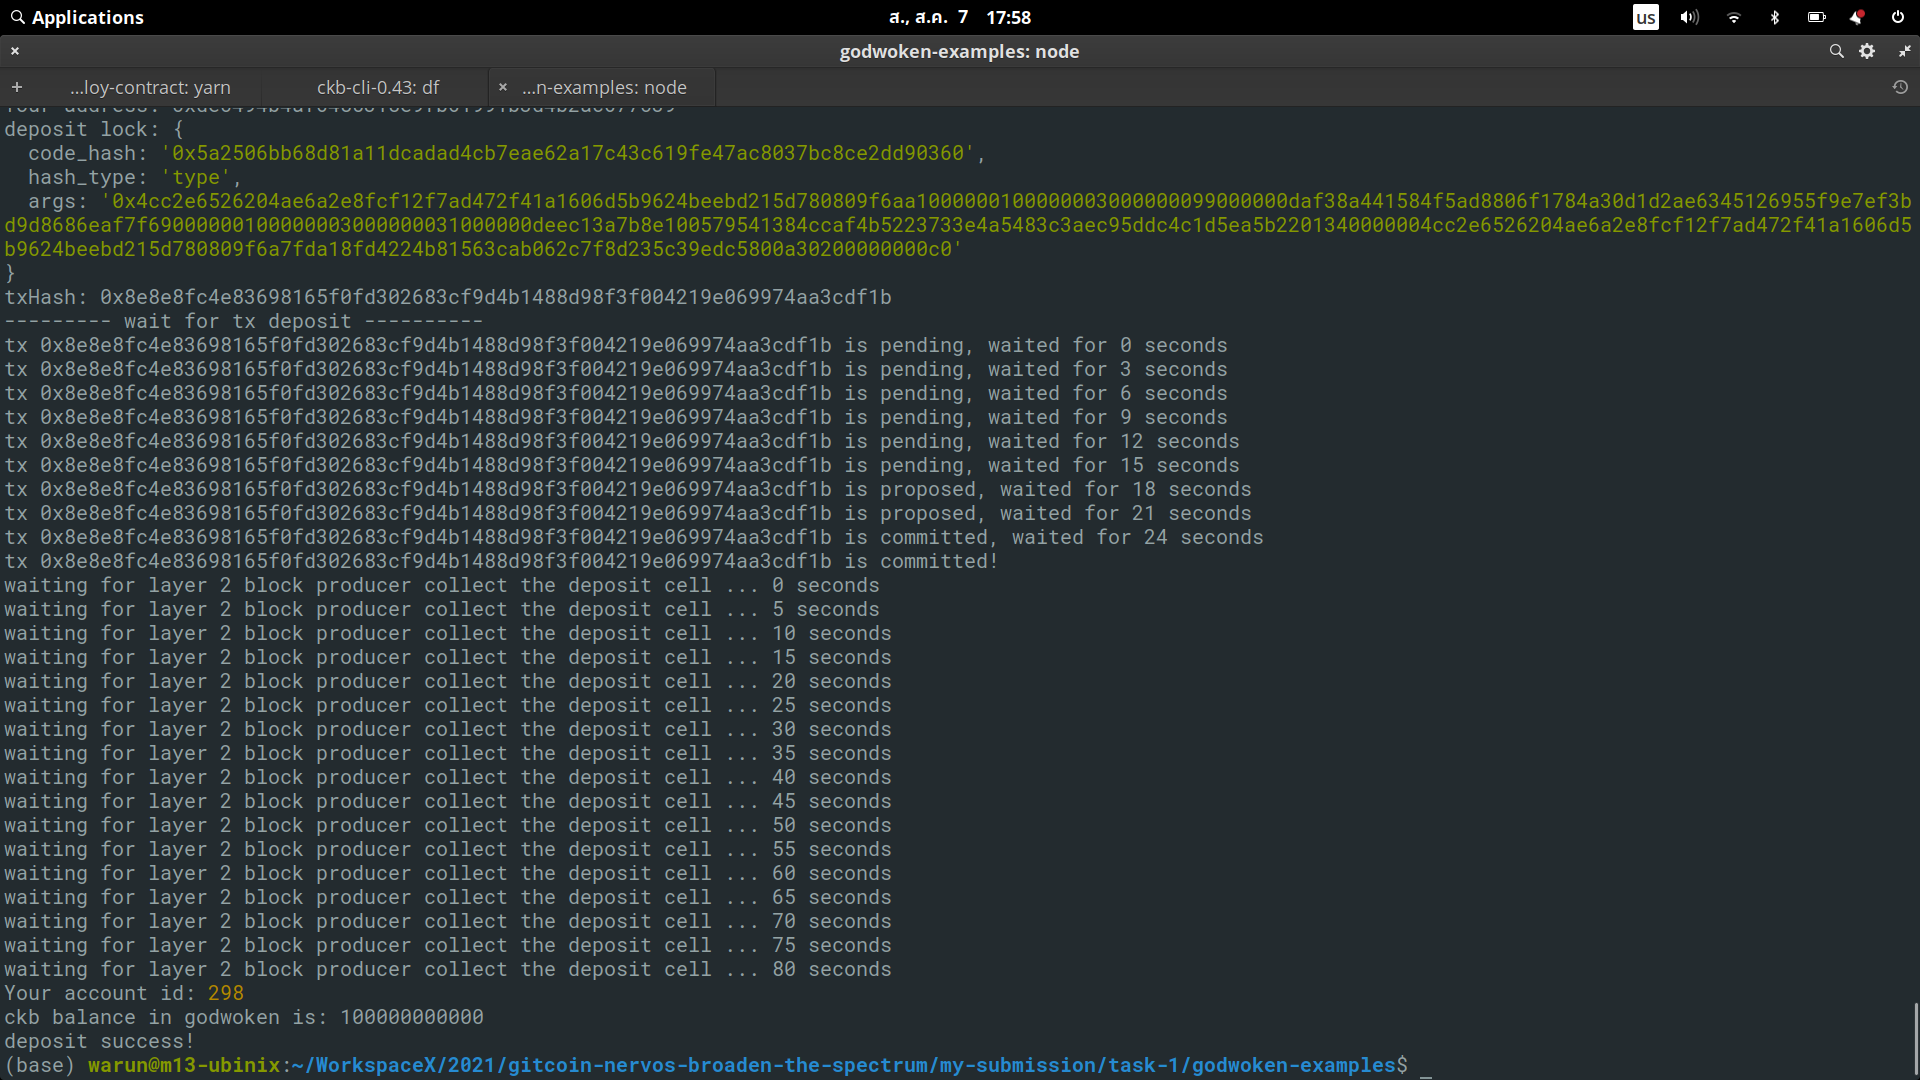 Applications
ส., ส.ค. 7 17:58
us
godwoken-examples: node
...loy-contract: yarn
ckb-cli-0.43: df
...n-examples: node
deposit lock: {
code_hash: '0x5a2506bb68d81a11dcadad4cb7eae62a17c43c619fe47ac8037bc8ce2dd90360',
hash_type: 'type',
args: '0x4cc2e6526204ae6a2e8fcf12f7ad472f41a1606d5b9624beebd215d780809f6aa10000001000000003000000099000000daf38a441584f5ad8806f1784a30d1d2ae6345126955f9e7ef3b
d9d8686eaf7f69000000010000000300000000031000000deec13a7b8e100579541384ccaf4b5223733e4a5483c3aec95ddc4c1d5ea5b2201340000004cc2e6526204ae6a2e8fcf12f7ad472f41a1606d5
b9624beebd215d780809f6a7fda18fd4224b81563cab062c7f8d235c39edc5800a30200000000c0'
}
txHash: 0x8e8e8fc4e83698165f0fd302683cf9d4b1488d98f3f004219e069974aa3cdf1b
--------- wait for tx deposit ----------
tx 0x8e8e8fc4e83698165f0fd302683cf9d4b1488d98f3f004219e069974aa3cdf1b is pending, waited for 0 seconds
tx 0x8e8e8fc4e83698165f0fd302683cf9d4b1488d98f3f004219e069974aa3cdf1b is pending, waited for 3 seconds
tx 0x8e8e8fc4e83698165f0fd302683cf9d4b1488d98f3f004219e069974aa3cdf1b is pending, waited for 6 seconds
tx 0x8e8e8fc4e83698165f0fd302683cf9d4b1488d98f3f004219e069974aa3cdf1b is pending, waited for 9 seconds
tx 0x8e8e8fc4e83698165f0fd302683cf9d4b1488d98f3f004219e069974aa3cdf1b is pending, waited for 12 seconds
tx 0x8e8e8fc4e83698165f0fd302683cf9d4b1488d98f3f004219e069974aa3cdf1b is pending, waited for 15 seconds
tx 0x8e8e8fc4e83698165f0fd302683cf9d4b1488d98f3f004219e069974aa3cdf1b is proposed, waited for 18 seconds
tx 0x8e8e8fc4e83698165f0fd302683cf9d4b1488d98f3f004219e069974aa3cdf1b is proposed, waited for 21 seconds
tx 0x8e8e8fc4e83698165f0fd302683cf9d4b1488d98f3f004219e069974aa3cdf1b is committed, waited for 24 seconds
tx 0x8e8e8fc4e83698165f0fd302683cf9d4b1488d98f3f004219e069974aa3cdf1b is committed!
waiting for layer 2 block producer collect the deposit cell ... 0 seconds
waiting for layer 2 block producer collect the deposit cell ... 5 seconds
waiting for layer 2 block producer collect the deposit cell ... 10 seconds
waiting for layer 2 block producer collect the deposit cell ... 15 seconds
waiting for layer 2 block producer collect the deposit cell ... 20 seconds
waiting for layer 2 block producer collect the deposit cell ... 25 seconds
waiting for layer 2 block producer collect the deposit cell ... 30 seconds
waiting for layer 2 block producer collect the deposit cell ... 35 seconds
waiting for layer 2 block producer collect the deposit cell ... 40 seconds
waiting for layer 2 block producer collect the deposit cell ... 45 seconds
waiting for layer 2 block producer collect the deposit cell ... 50 seconds
waiting for layer 2 block producer collect the deposit cell ... 55 seconds
waiting for layer 2 block producer collect the deposit cell ... 60 seconds
waiting for layer 2 block producer collect the deposit cell ... 65 seconds
waiting for layer 2 block producer collect the deposit cell ... 70 seconds
waiting for layer 2 block producer collect the deposit cell ... 75 seconds
waiting for layer 2 block producer collect the deposit cell ... 80 seconds
Your account id: 298
ckb balance in godwoken is: 100000000000
deposit success!
(base) warun@m13-ubinix:~/WorkspaceX/2021/gitcoin-nervos-broaden-the-spectrum/my-submission/task-1/godwoken-examples$ _